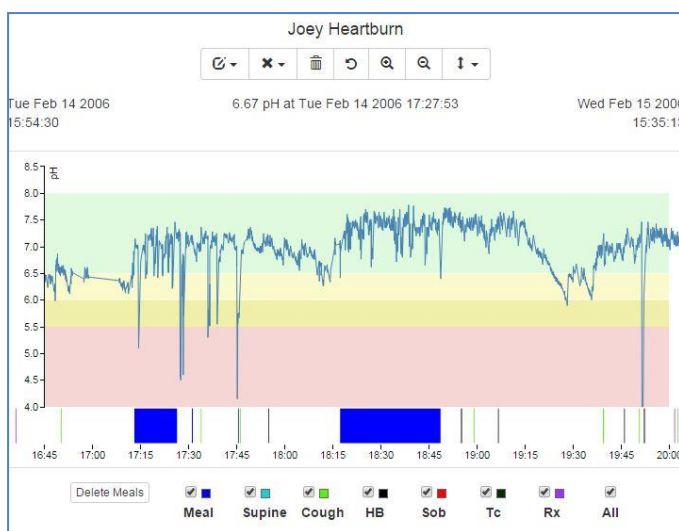 Joey Heartburn
Tue Feb 14 2006 6.67 pH at Tue Feb 14 2006 17:27:53 Wed Feb 15 2006
15:54:30 15:35:13
pH
8.5
8.0
7.5
7.0
6.5
6.0
5.5
5.0
4.5
4.0
16:45 17:00 17:15 17:30 17:45 18:00 18:15 18:30 18:45 19:00 19:15 19:30 19:45 20:00
Delete Meals
Meal Supine Cough HB Sob Tc Rx All